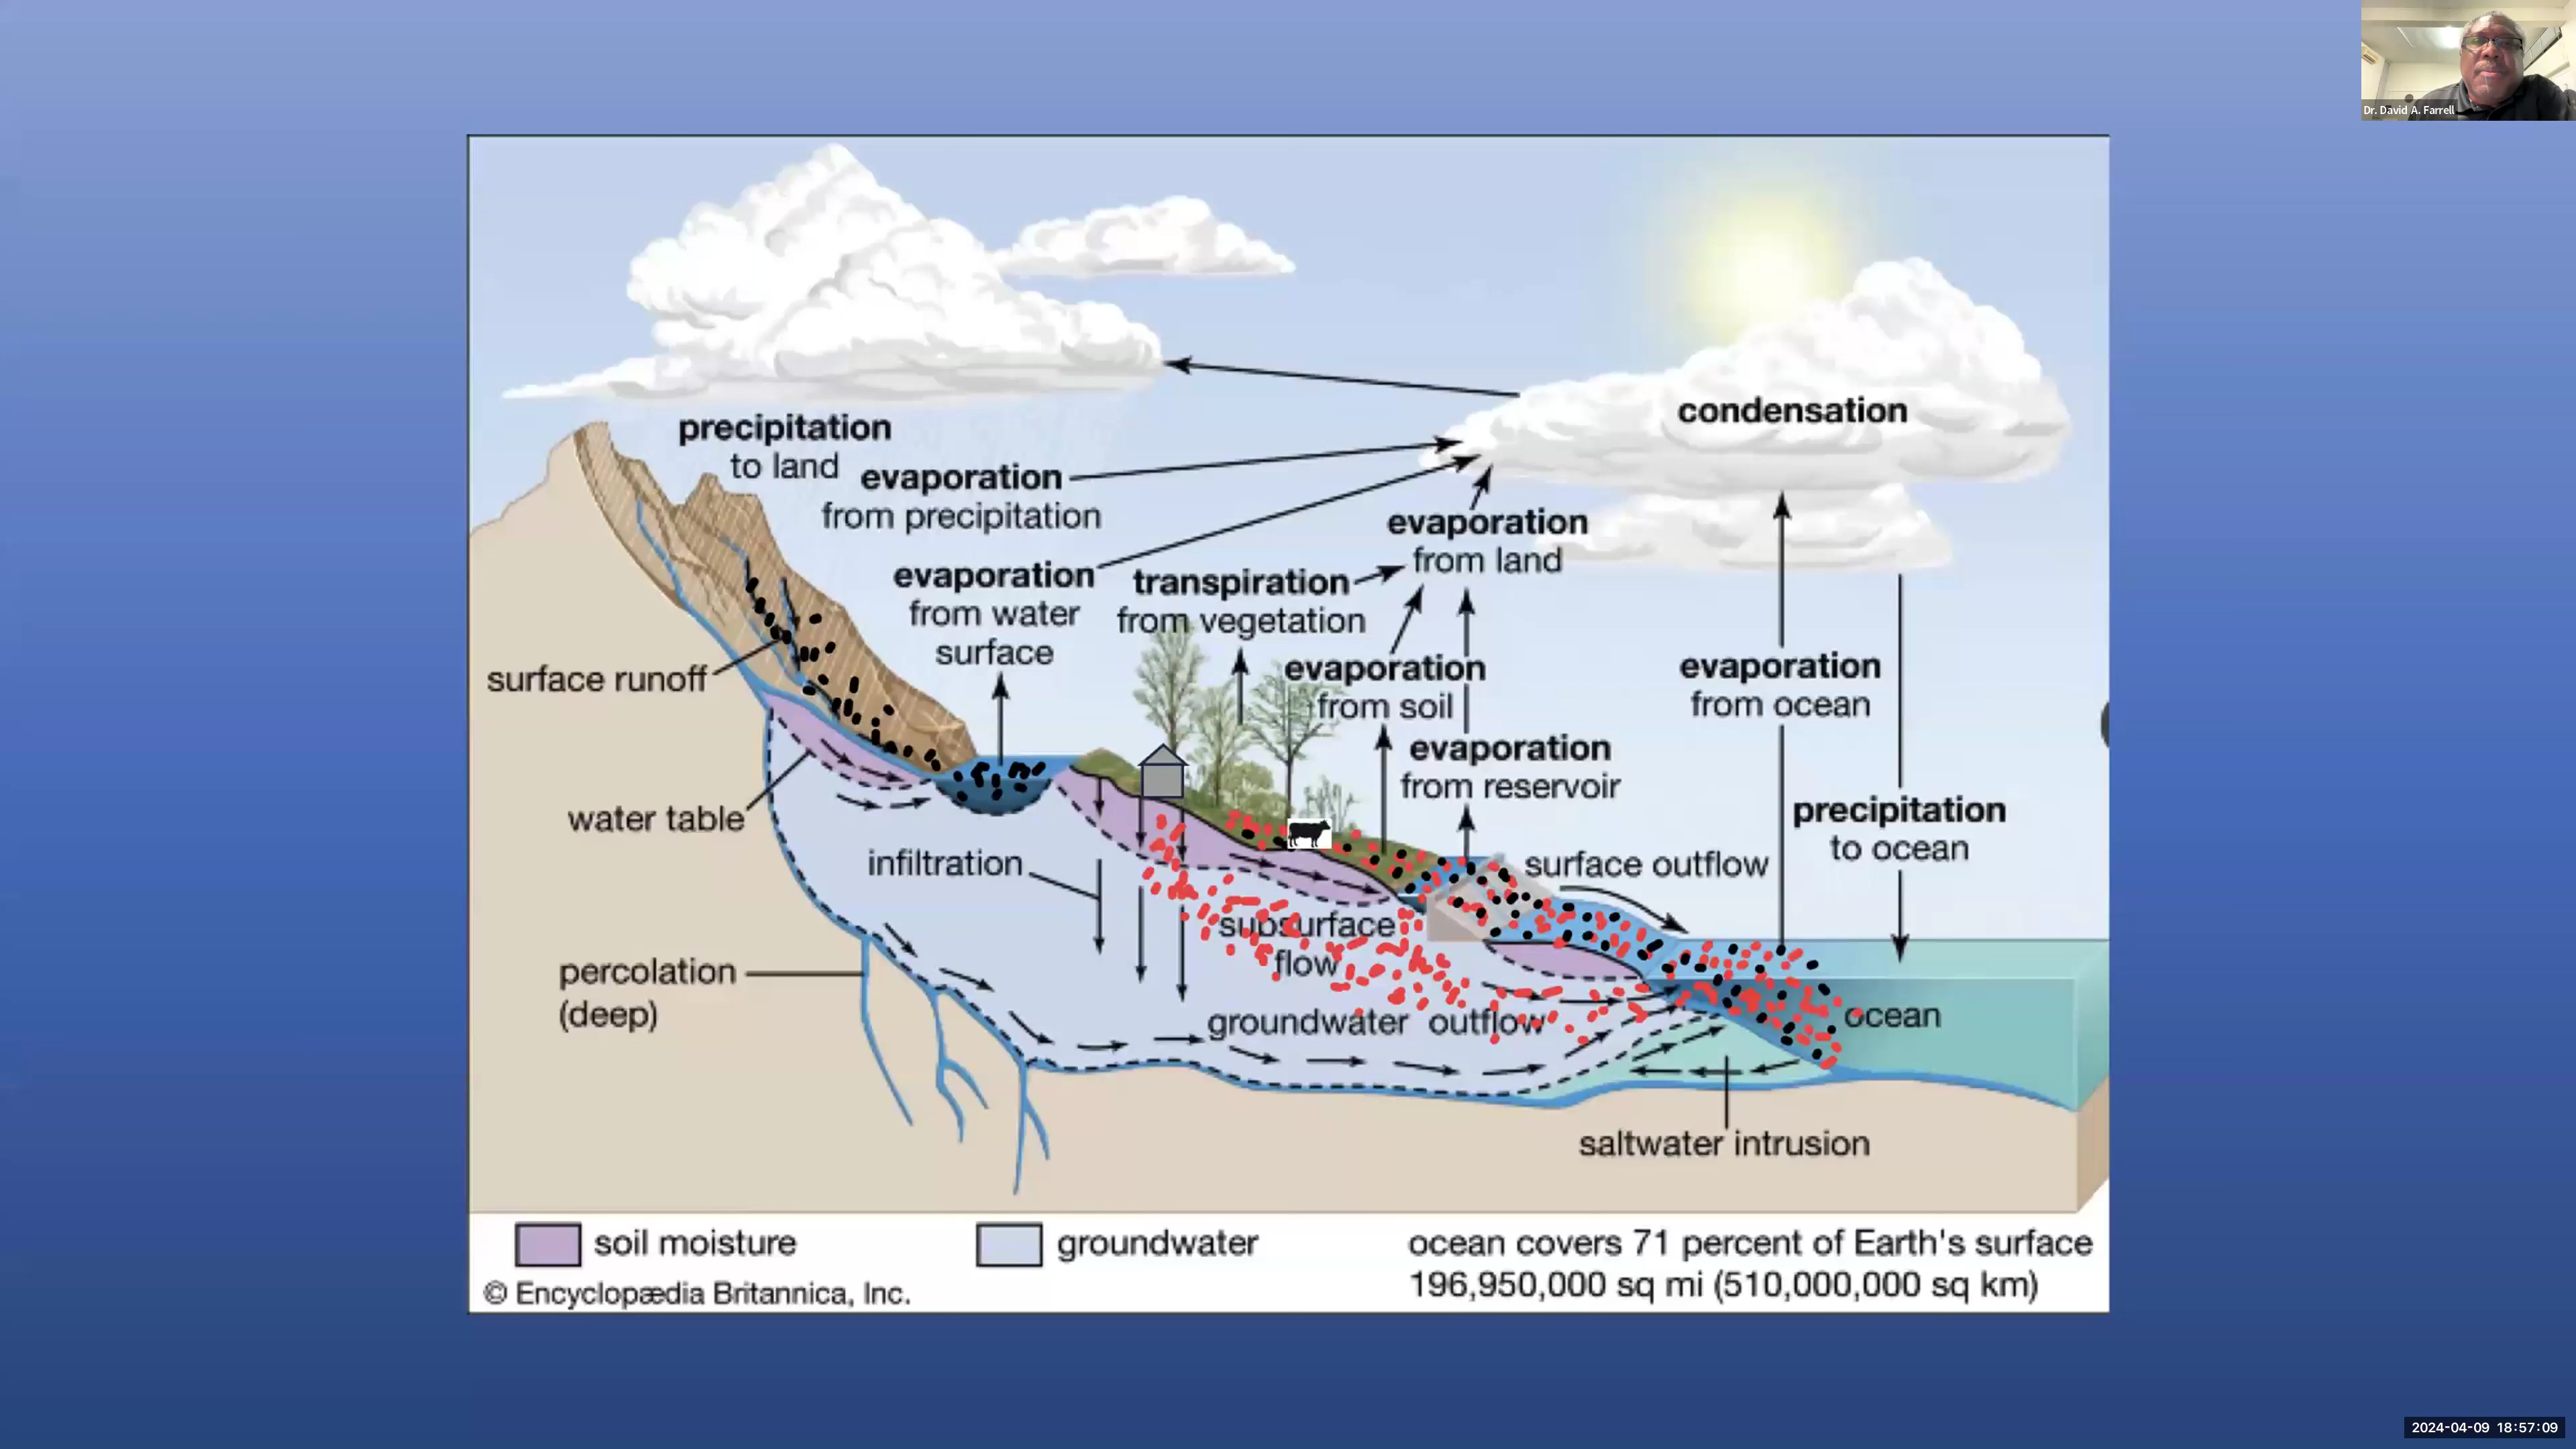 Dr. David A. Farrell
precipitation
to land
evaporation
from precipitation
condensation
evaporation
from land
evaporation
from water
surface
transpiration
from vegetation
surface runoff
evaporation
from soil
evaporation
from ocean
evaporation
from reservoir
water table
precipitation
to ocean
infiltration
surface outflow
subsurface
flow
percolation
(deep)
groundwater outflow
ocean
saltwater intrusion
soil moisture
groundwater
ocean covers 71 percent of Earth's surface
196,950,000 sq mi (510,000,000 sq km)
© Encyclopædia Britannica, Inc.
2024-04-09 18:57:09